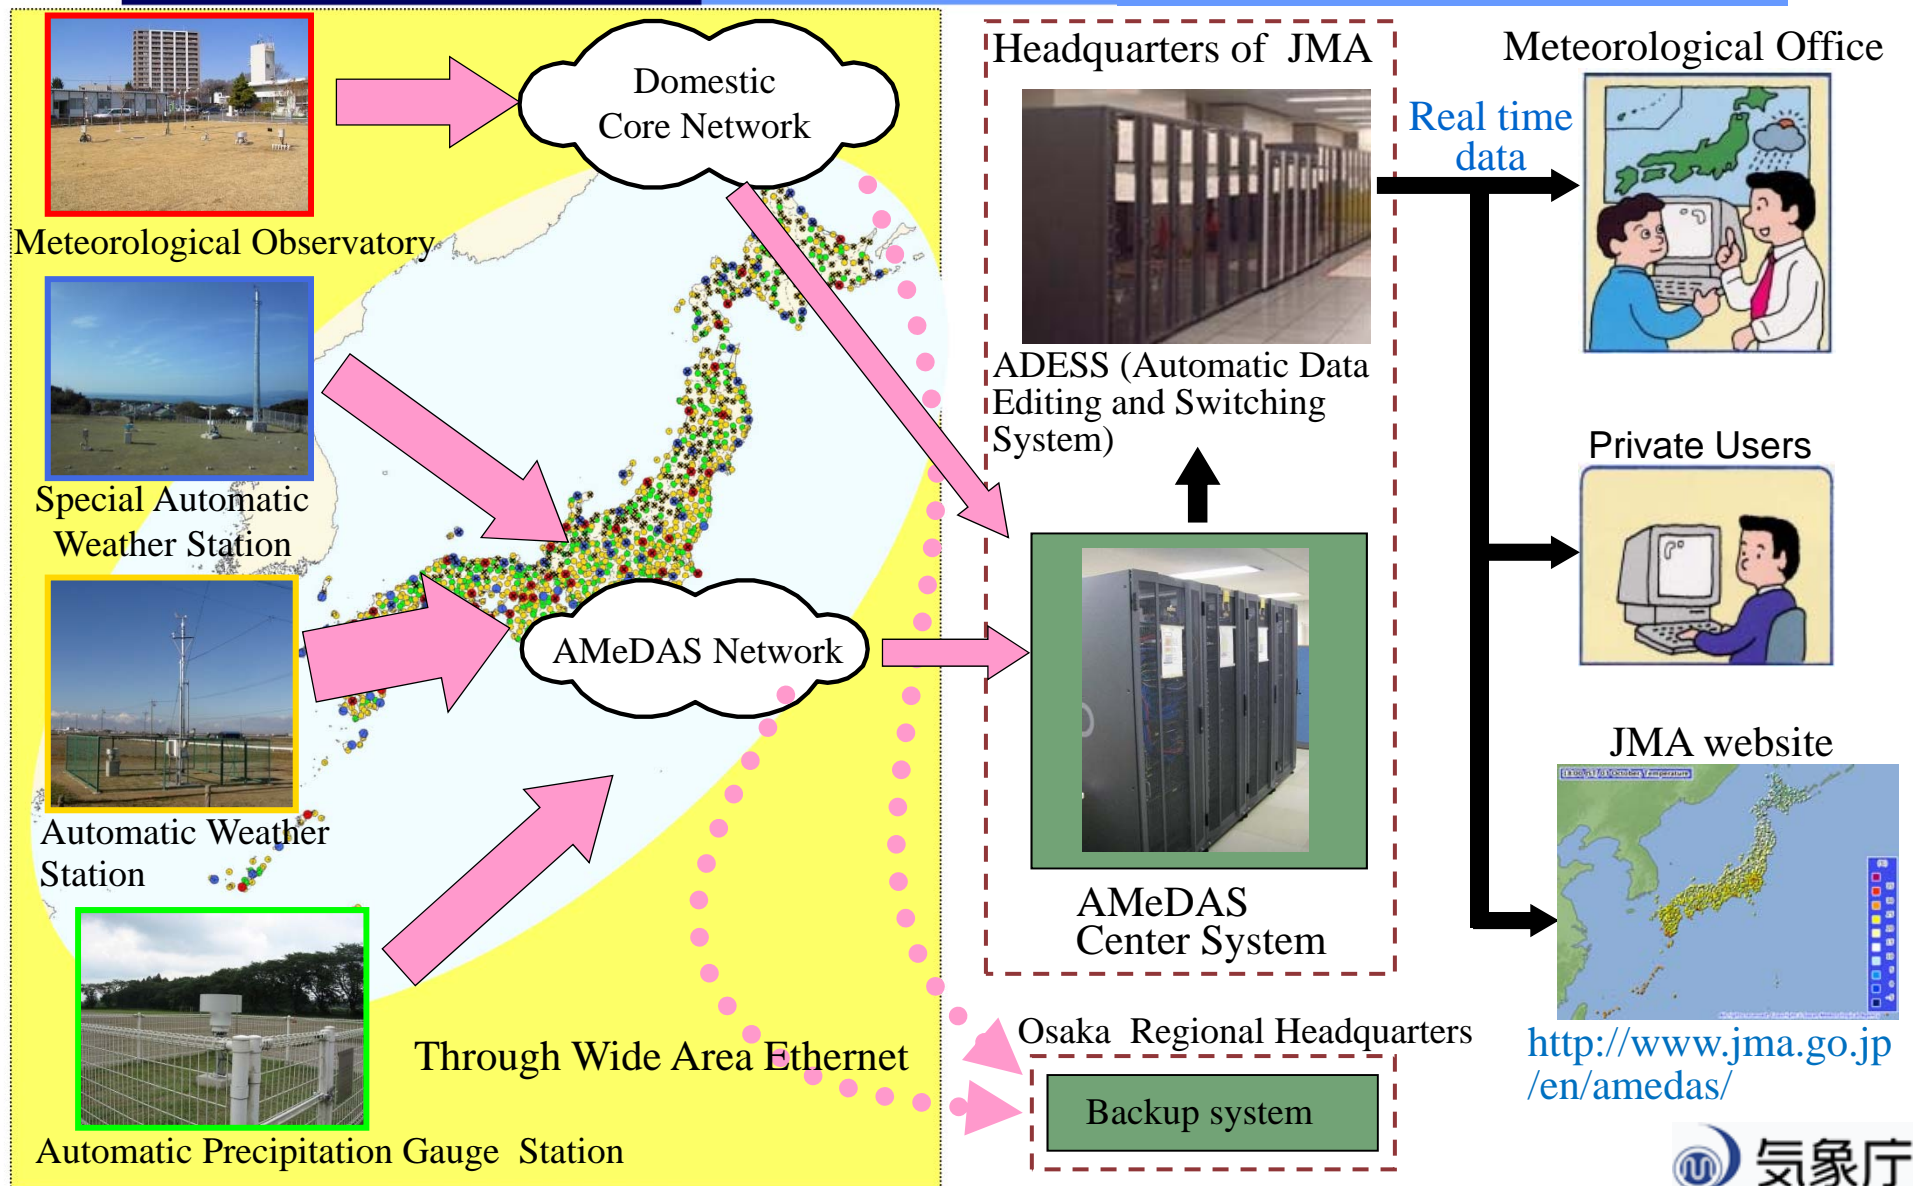 Meteorological Observatory
Special Automatic
Weather Station
Automatic Weather
Station
Automatic Precipitation Gauge Station
Domestic
Core Network
AMeDAS Network
Through Wide Area Ethernet
Headquarters of JMA
ADESS (Automatic Data
Editing and Switching
System)
AMeDAS
Center System
Osaka Regional Headquarters
Backup system
Meteorological Office
Real time
data
Private Users
JMA website
http://www.jma.go.jp
/en/amedas/
気象庁